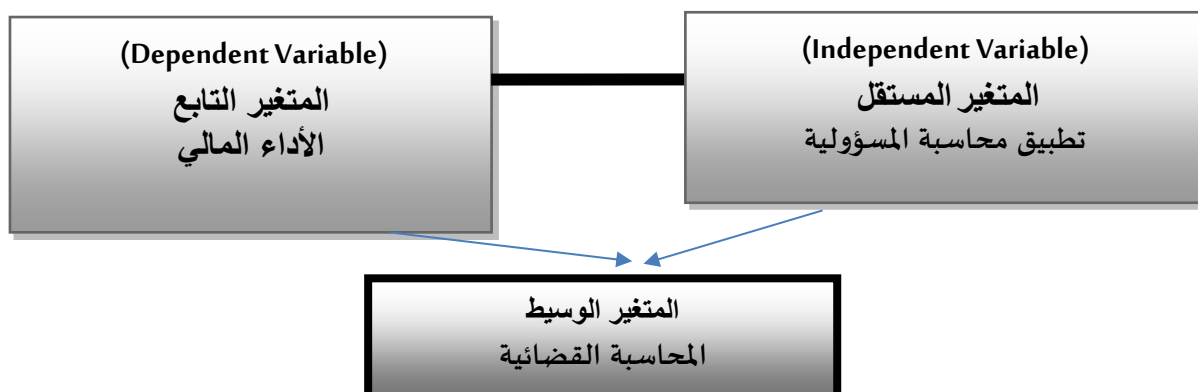 (Independent Variable)
المتغير المستقل
تطبيق محاسبة المسؤولية
(Dependent Variable)
المتغير التابع
الأداء المالي
المتغير الوسيط
المحاسبة القضائية